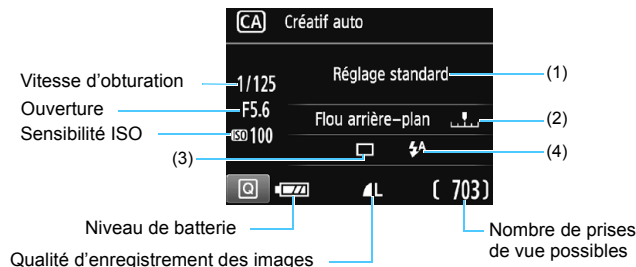 CA Créatif auto
Vitesse d'obturation 1/125 Réglage standard (1)
Ouverture F5.6 Flou arrière-plan (2)
Sensibilité ISO ISO 100
(3) A (4)
Q L [ 703]
Niveau de batterie
Nombre de prises
de vue possibles
Qualité d'enregistrement des images